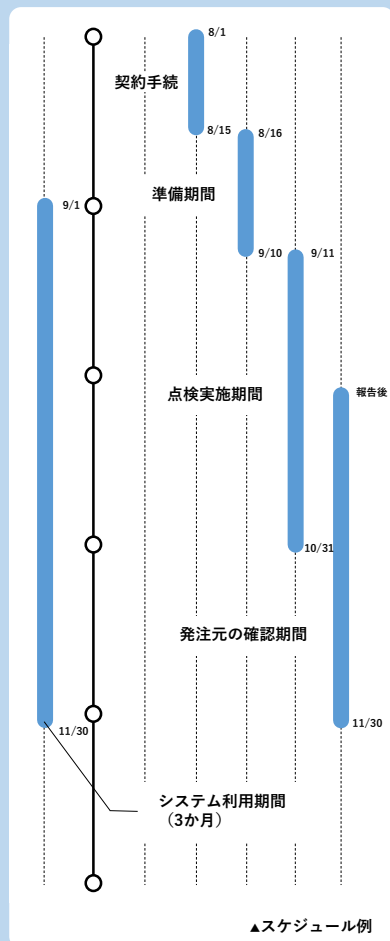 8/1
契約手続
8/15
8/16
準備期間
9/1
9/10
9/11
点検実施期間
報告後
10/31
発注元の確認期間
11/30
11/30
システム利用期間
（3か月）
▲スケジュール例